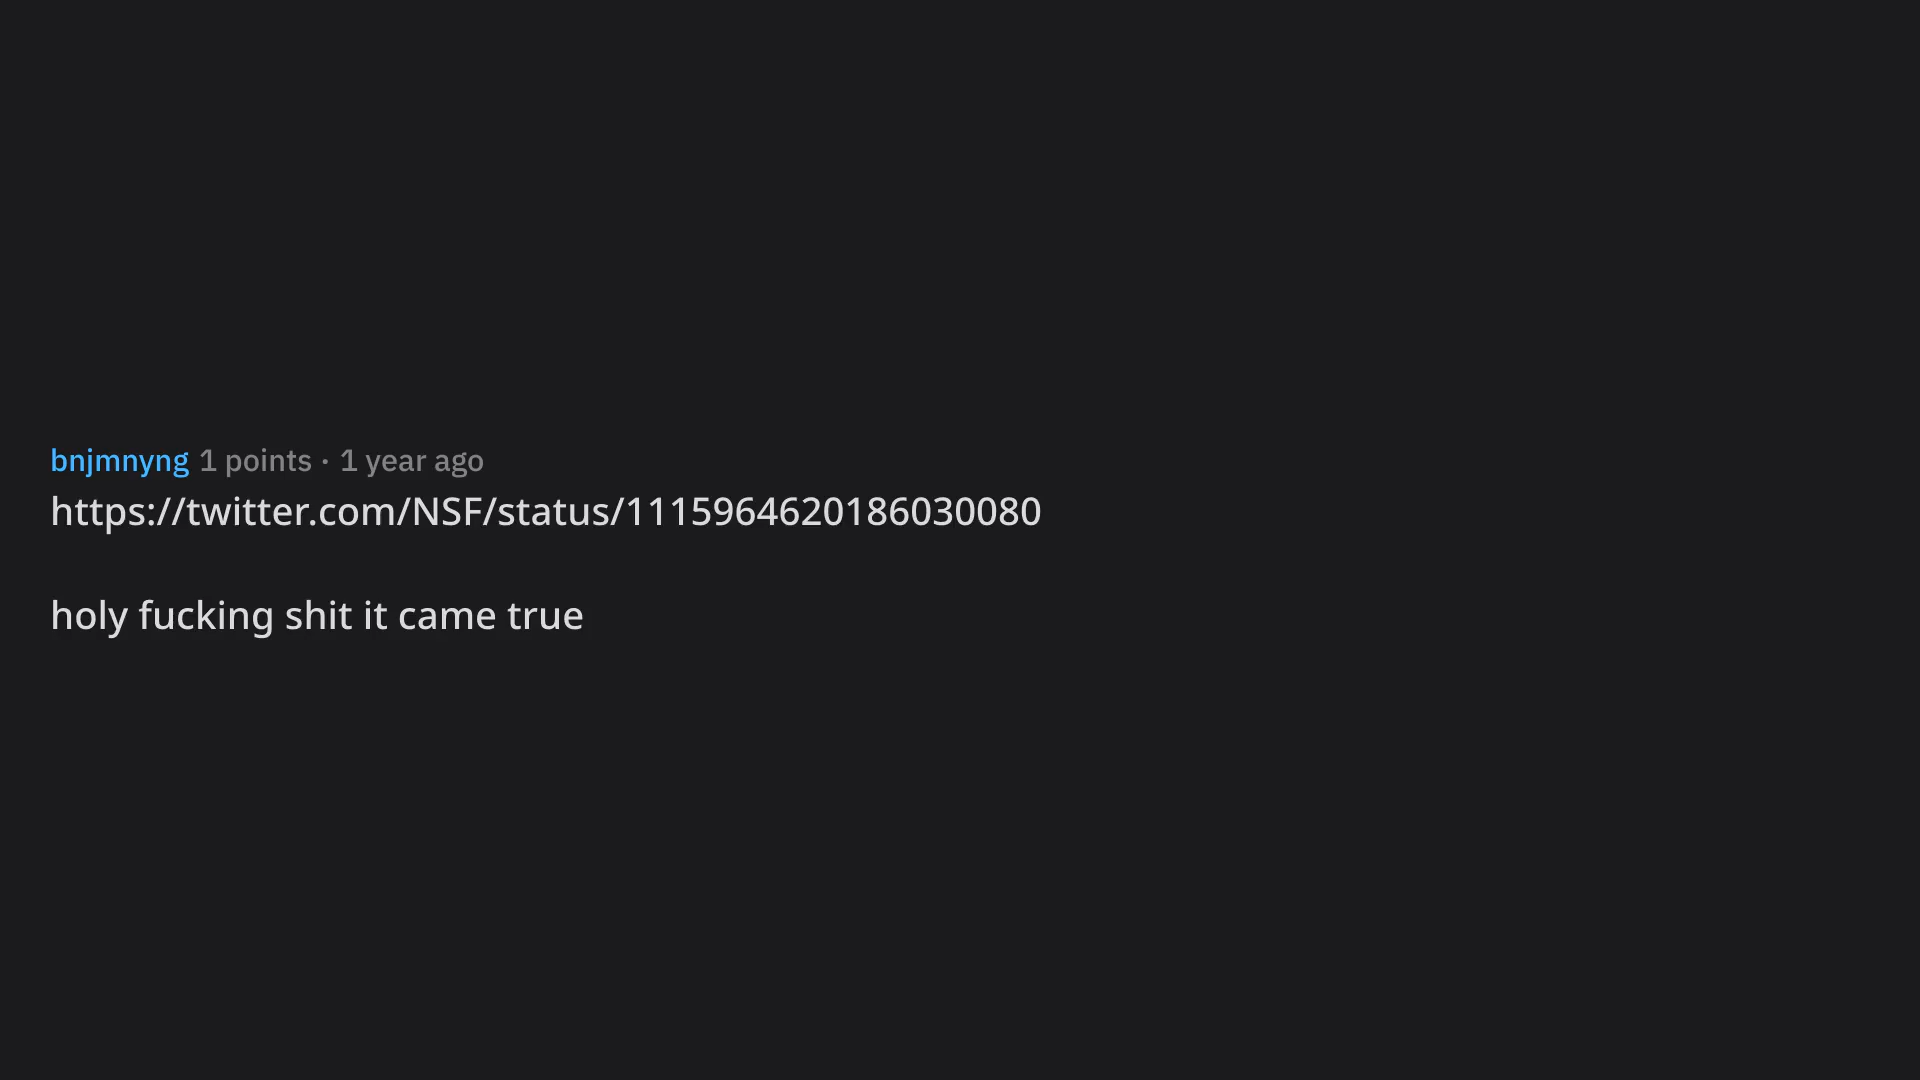 bnjmnyng 1 points · 1 year ago
https://twitter.com/NSF/status/1115964620186030080
holy fucking shit it came true